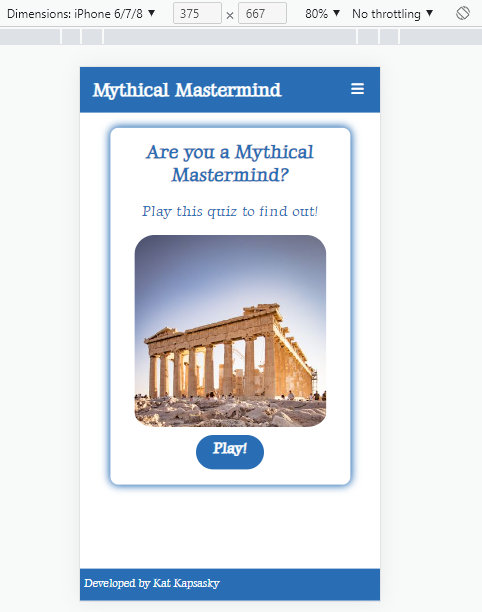 Dimensions: iPhone 6/7/8 ▼ 375 × 667 80% ▼ No throttling ▼
Mythical Mastermind
Are you a Mythical
Mastermind?
Play this quiz to find out!
Play!
Developed by Kat Kapsasky